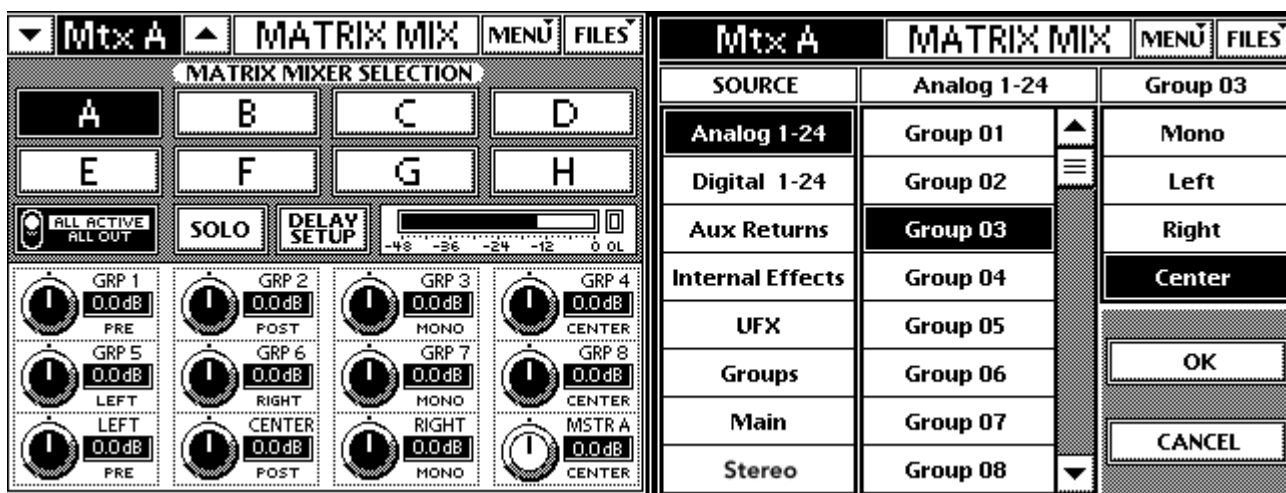 Mtx A MATRIX MIX MENU FILES
MATRIX MIXER SELECTION
A B C D
E F G H
ALL ACTIVE
ALL OUT
SOLO
DELAY
SETUP
-48 -36 -24 -12 0 OL
GRP 1 GRP 2 GRP 3 GRP 4
0.0dB 0.0dB 0.0dB 0.0dB
PRE POST MONO CENTER
GRP 5 GRP 6 GRP 7 GRP 8
0.0dB 0.0dB 0.0dB 0.0dB
LEFT RIGHT MONO CENTER
LEFT CENTER RIGHT MSTR A
0.0dB 0.0dB 0.0dB 0.0dB
PRE POST MONO CENTER
Mtx A MATRIX MIX MENU FILES
SOURCE Analog 1-24 Group 03
Analog 1-24 Group 01 Mono
Digital 1-24 Group 02 Left
Aux Returns Group 03 Right
Internal Effects Group 04 Center
UFX Group 05
Groups Group 06 OK
Main Group 07 CANCEL
Stereo Group 08